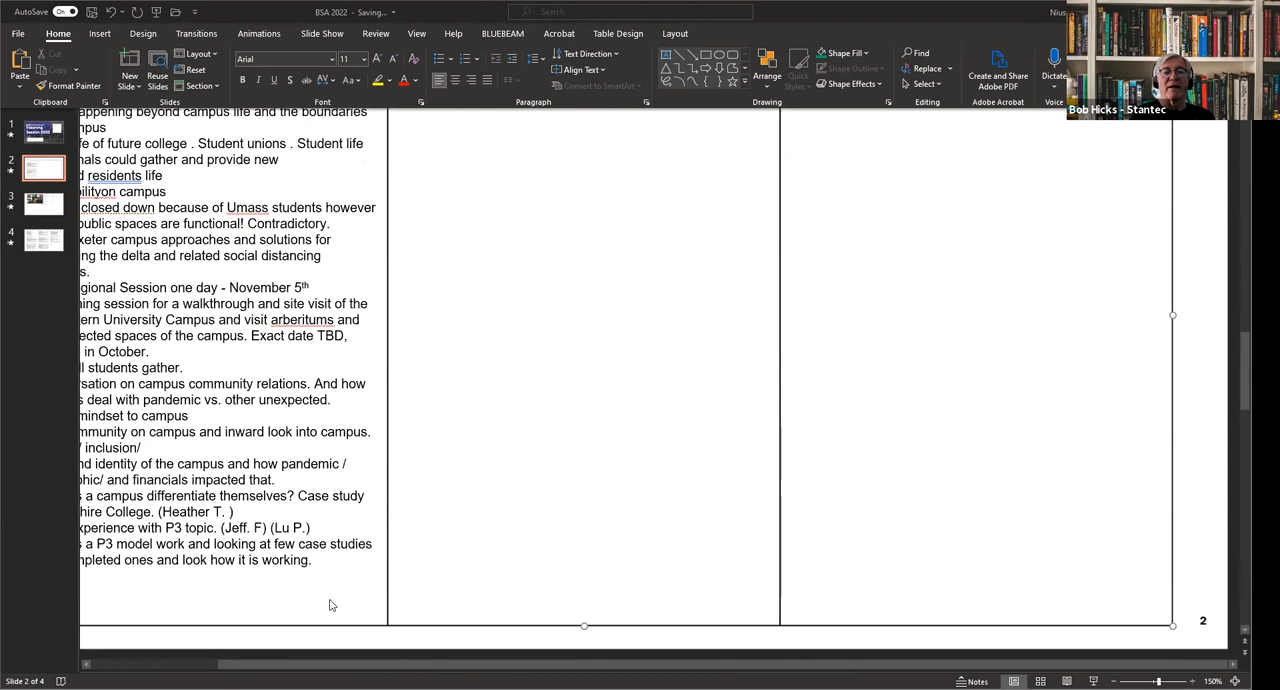 AutoSave On BSA 2022 - Saving... Search Nius
File Home Insert Design Transitions Animations Slide Show Review View Help BLUEBEAM Acrobat Table Design Layout
Paste Cut Copy Format Painter
Clipboard
New Slide Reuse Slides Layout Reset Section
Slides
Arial 11
Font
Text Direction
Align Text
Convert to SmartArt
Paragraph
Arrange Quick Styles Shape Fill Shape Outline Shape Effects
Drawing
Find
Replace
Select
Editing
Create and Share Adobe PDF
Adobe Acrobat
Dictate
Voice
Bob Hicks - Stantec
1
2
3
4
appening beyond campus life and the boundaries
mpus
fe of future college . Student unions . Student life
nals could gather and provide new
d residents life
bilityon campus
closed down because of Umass students however
public spaces are functional! Contradictory.
xeter campus approaches and solutions for
ng the delta and related social distancing
s.
gional Session one day - November 5th
ning session for a walkthrough and site visit of the
ern University Campus and visit arberitums and
ected spaces of the campus. Exact date TBD,
in October.
ll students gather.
rsation on campus community relations. And how
s deal with pandemic vs. other unexpected.
mindset to campus
mmunity on campus and inward look into campus.
/ inclusion/
nd identity of the campus and how pandemic /
phic/ and financials impacted that.
s a campus differentiate themselves? Case study
hire College. (Heather T. )
xperience with P3 topic. (Jeff. F) (Lu P.)
s a P3 model work and looking at few case studies
mpleted ones and look how it is working.
2
Slide 2 of 4 Notes 150%